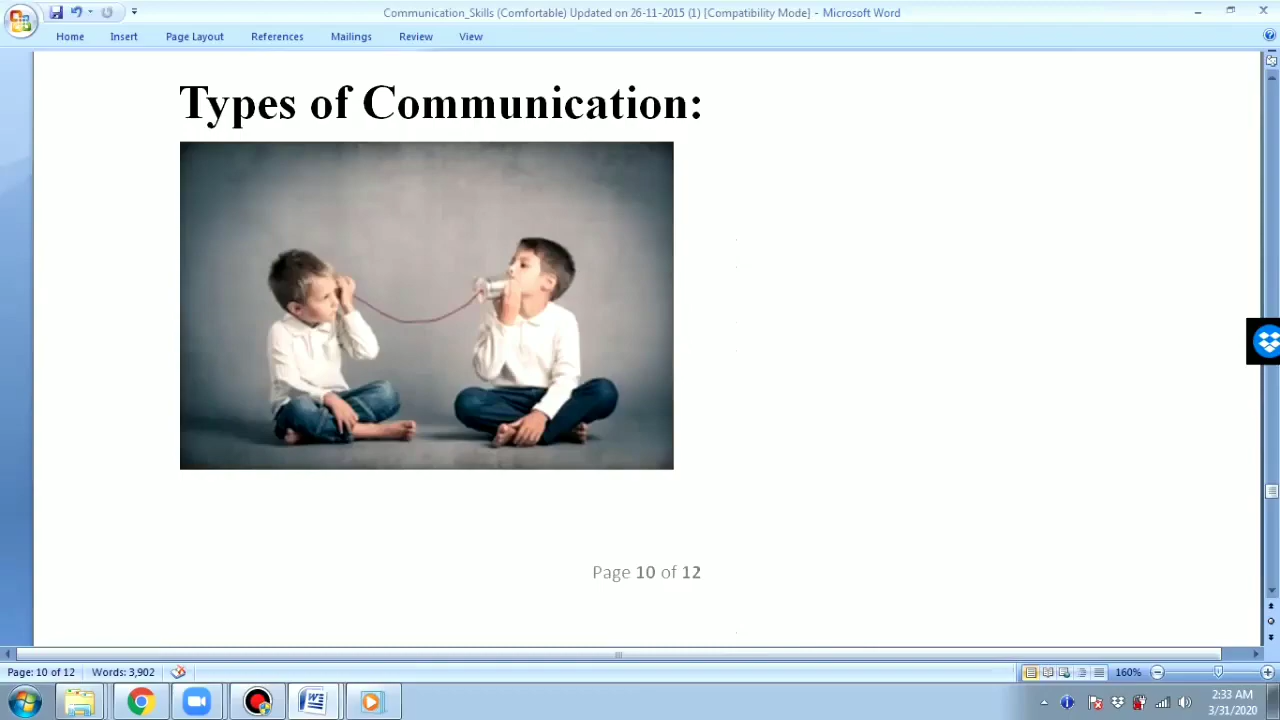 Communication_Skills (Comfortable) Updated on 26-11-2015 (1) [Compatibility Mode] - Microsoft Word
Home Insert Page Layout References Mailings Review View
Types of Communication:
Page 10 of 12
Page: 10 of 12 Words: 3,902 160%
2:33 AM
3/31/2020